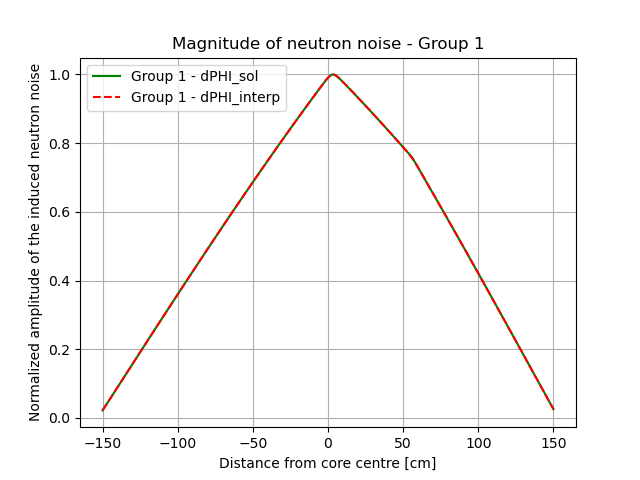 Magnitude of neutron noise - Group 1
Normalized amplitude of the induced neutron noise
1.0
0.8
0.6
0.4
0.2
0.0
Group 1 - dPHI_sol
Group 1 - dPHI_interp
−150
−100
−50
0
50
100
150
Distance from core centre [cm]